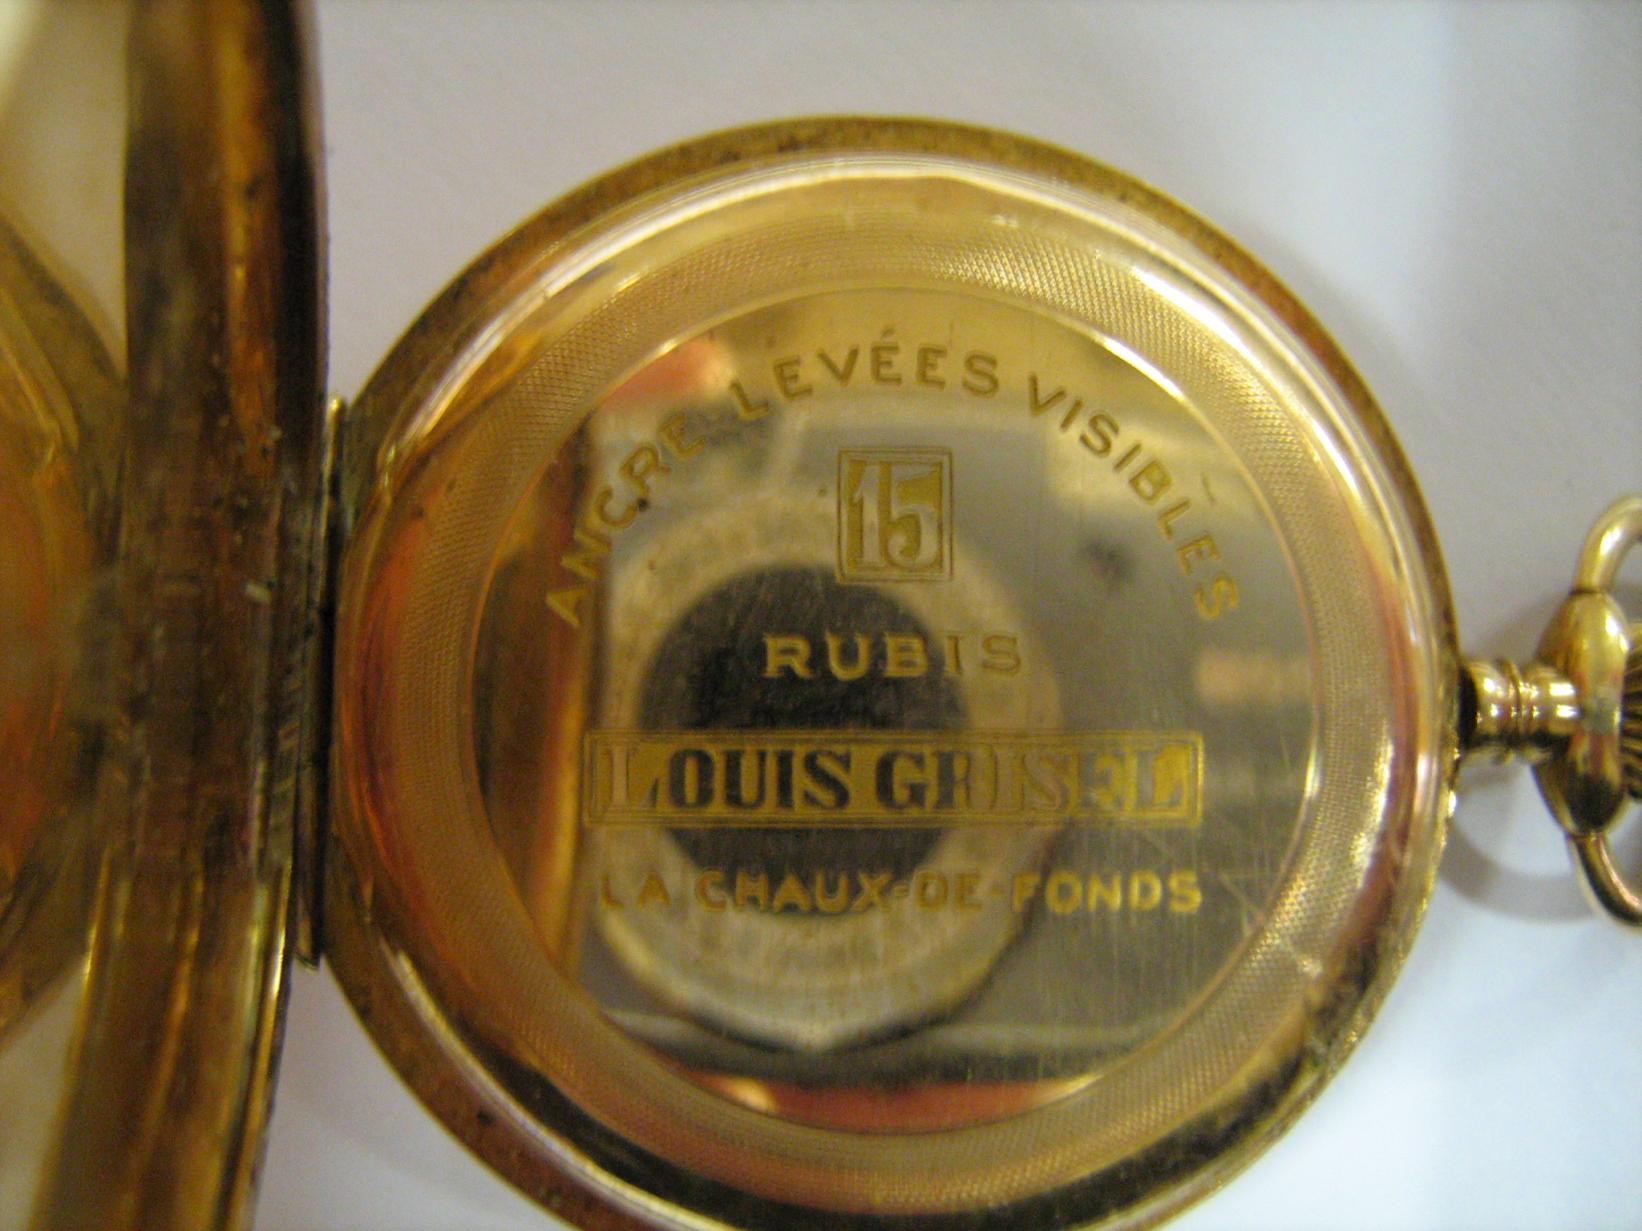 ANCRE LEVÉES VISIBLES
15
RUBIS
LOUIS GRISEL
LA CHAUX-DE-FONDS